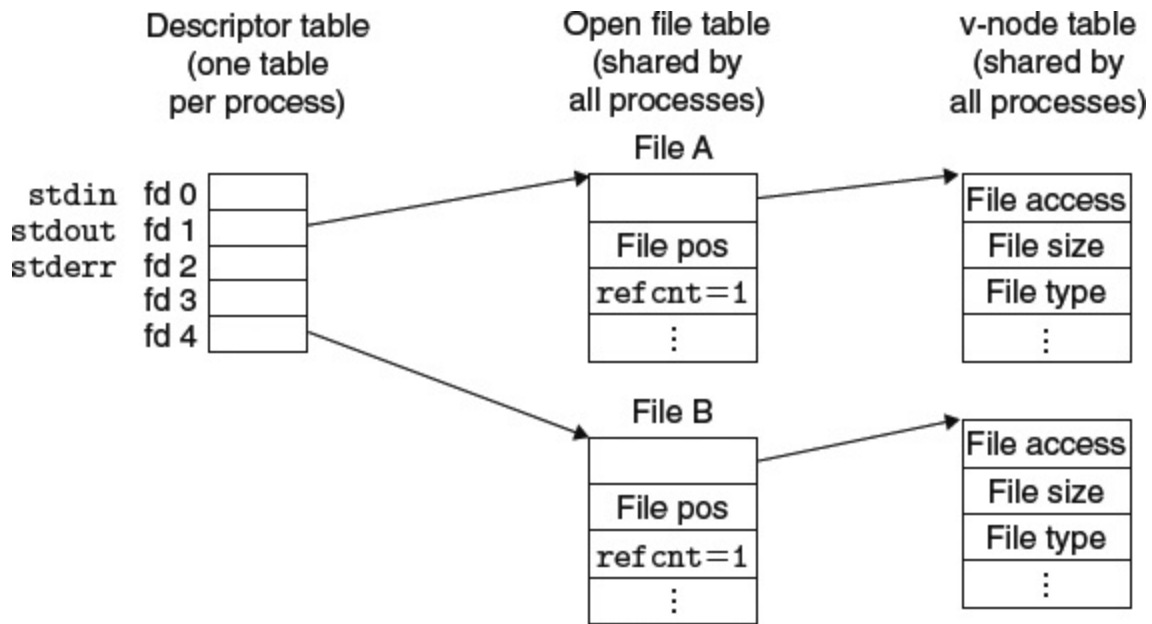 Descriptor table
(one table
per process)
Open file table
(shared by
all processes)
v-node table
(shared by
all processes)
File A
stdin fd 0
stdout fd 1
stderr fd 2
fd 3
fd 4
File pos
refcnt=1
⋮
File access
File size
File type
⋮
File B
File pos
refcnt=1
⋮
File access
File size
File type
⋮